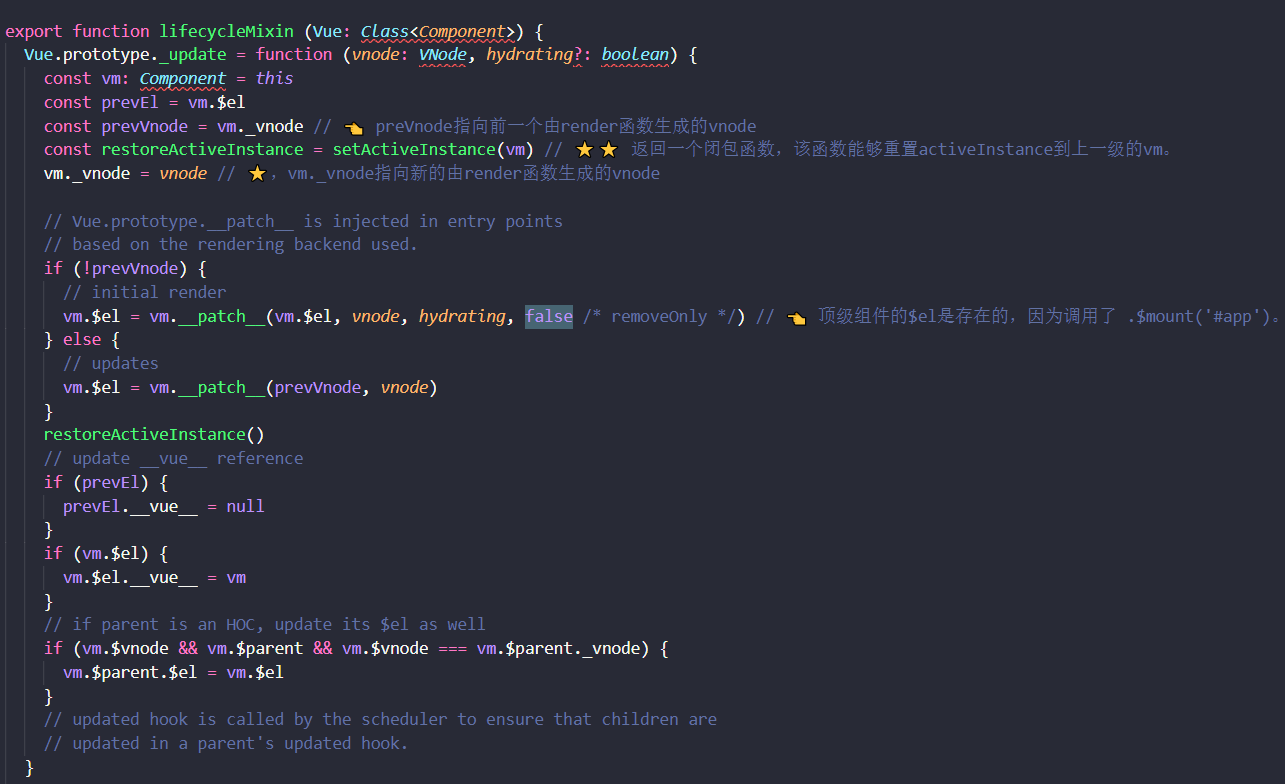 export function lifecycleMixin (Vue: Class<Component>) {
  Vue.prototype._update = function (vnode: VNode, hydrating?: boolean) {
    const vm: Component = this
    const prevEl = vm.$el
    const prevVnode = vm._vnode // 👈 preVnode指向前一个由render函数生成的vnode
    const restoreActiveInstance = setActiveInstance(vm) // ⭐⭐ 返回一个闭包函数，该函数能够重置activeInstance到上一级的vm。
    vm._vnode = vnode // ⭐，vm._vnode指向新的由render函数生成的vnode

    // Vue.prototype.__patch__ is injected in entry points
    // based on the rendering backend used.
    if (!prevVnode) {
      // initial render
      vm.$el = vm.__patch__(vm.$el, vnode, hydrating, false /* removeOnly */) // 👈 顶级组件的$el是存在的，因为调用了 .$mount('#app')。
    } else {
      // updates
      vm.$el = vm.__patch__(prevVnode, vnode)
    }
    restoreActiveInstance()
    // update __vue__ reference
    if (prevEl) {
      prevEl.__vue__ = null
    }
    if (vm.$el) {
      vm.$el.__vue__ = vm
    }
    // if parent is an HOC, update its $el as well
    if (vm.$vnode && vm.$parent && vm.$vnode === vm.$parent._vnode) {
      vm.$parent.$el = vm.$el
    }
    // updated hook is called by the scheduler to ensure that children are
    // updated in a parent's updated hook.
  }